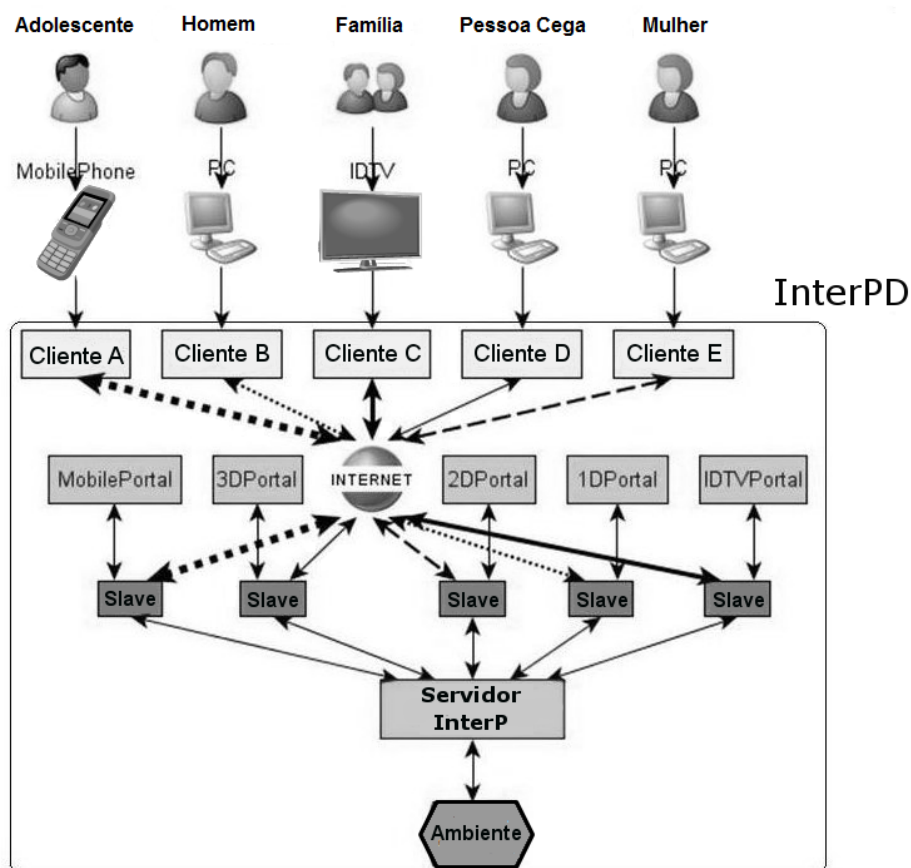 Adolescente Homem Família Pessoa Cega Mulher
MobilePhone PC IDTV PC PC
InterPD
Cliente A Cliente B Cliente C Cliente D Cliente E
MobilePortal 3DPortal INTERNET 2DPortal 1DPortal IDTVPortal
Slave Slave Slave Slave Slave
Servidor
InterP
Ambiente